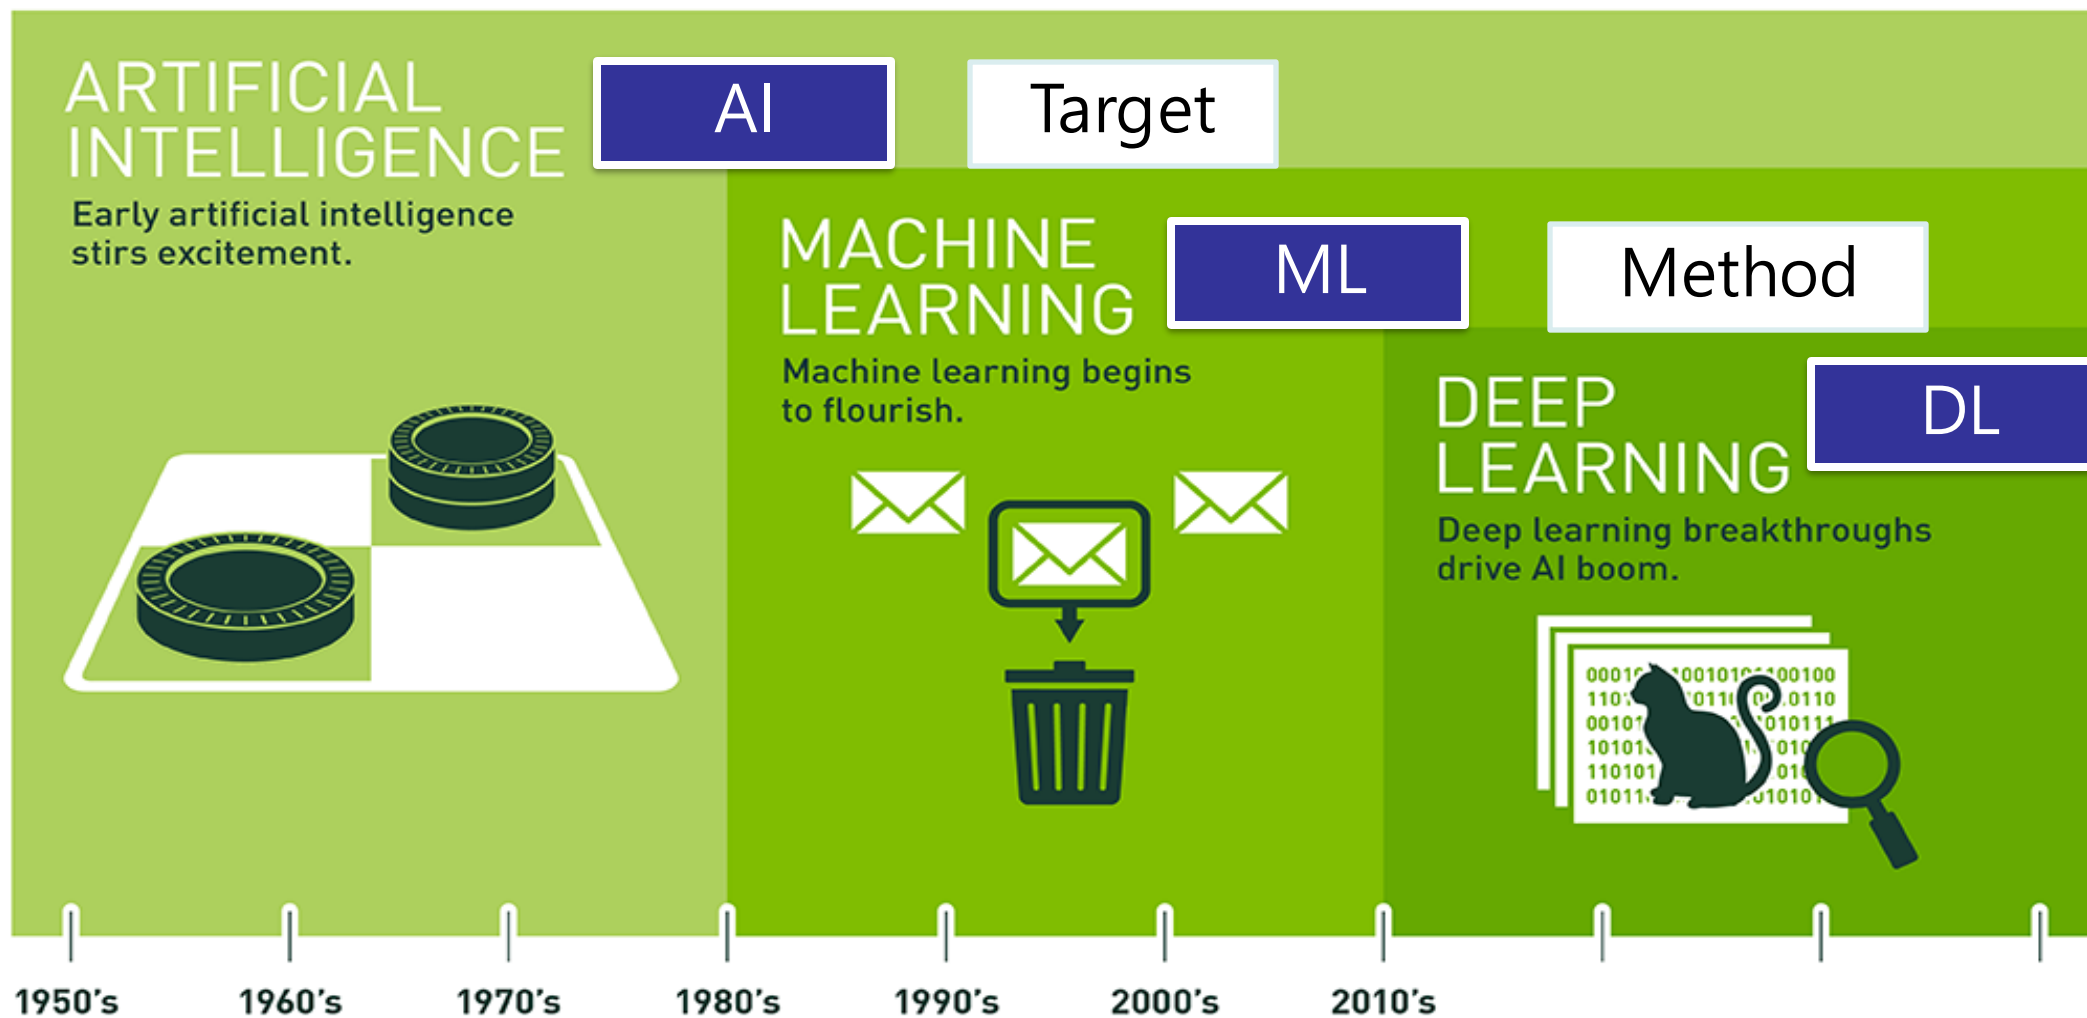 ARTIFICIAL
INTELLIGENCE
AI
Target
Early artificial intelligence
stirs excitement.
MACHINE
LEARNING
ML
Method
Machine learning begins
to flourish.
DEEP
LEARNING
DL
Deep learning breakthroughs
drive AI boom.
1950's
1960's
1970's
1980's
1990's
2000's
2010's